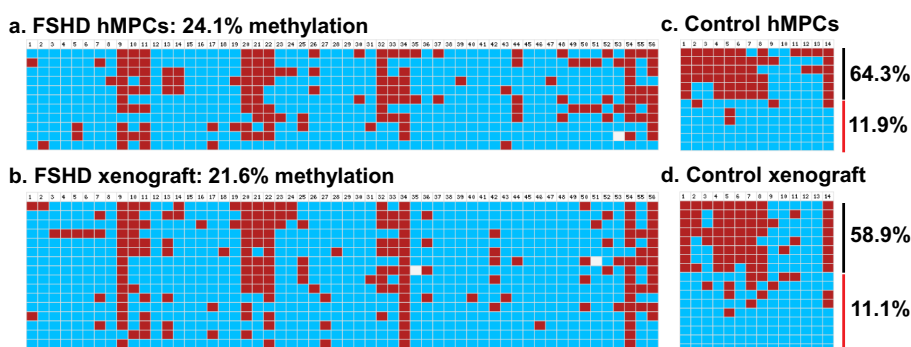 a. FSHD hMPCs: 24.1% methylation
1 2 3 4 5 6 7 8 9 10 11 12 13 14 15 16 17 18 19 20 21 22 23 24 25 26 27 28 29 30 31 32 33 34 35 36 37 38 39 40 41 42 43 44 45 46 47 48 49 50 51 52 53 54 55 56
c. Control hMPCs
1 2 3 4 5 6 7 8 9 10 11 12 13 14
64.3%
11.9%
b. FSHD xenograft: 21.6% methylation
1 2 3 4 5 6 7 8 9 10 11 12 13 14 15 16 17 18 19 20 21 22 23 24 25 26 27 28 29 30 31 32 33 34 35 36 37 38 39 40 41 42 43 44 45 46 47 48 49 50 51 52 53 54 55 56
d. Control xenograft
1 2 3 4 5 6 7 8 9 10 11 12 13 14
58.9%
11.1%